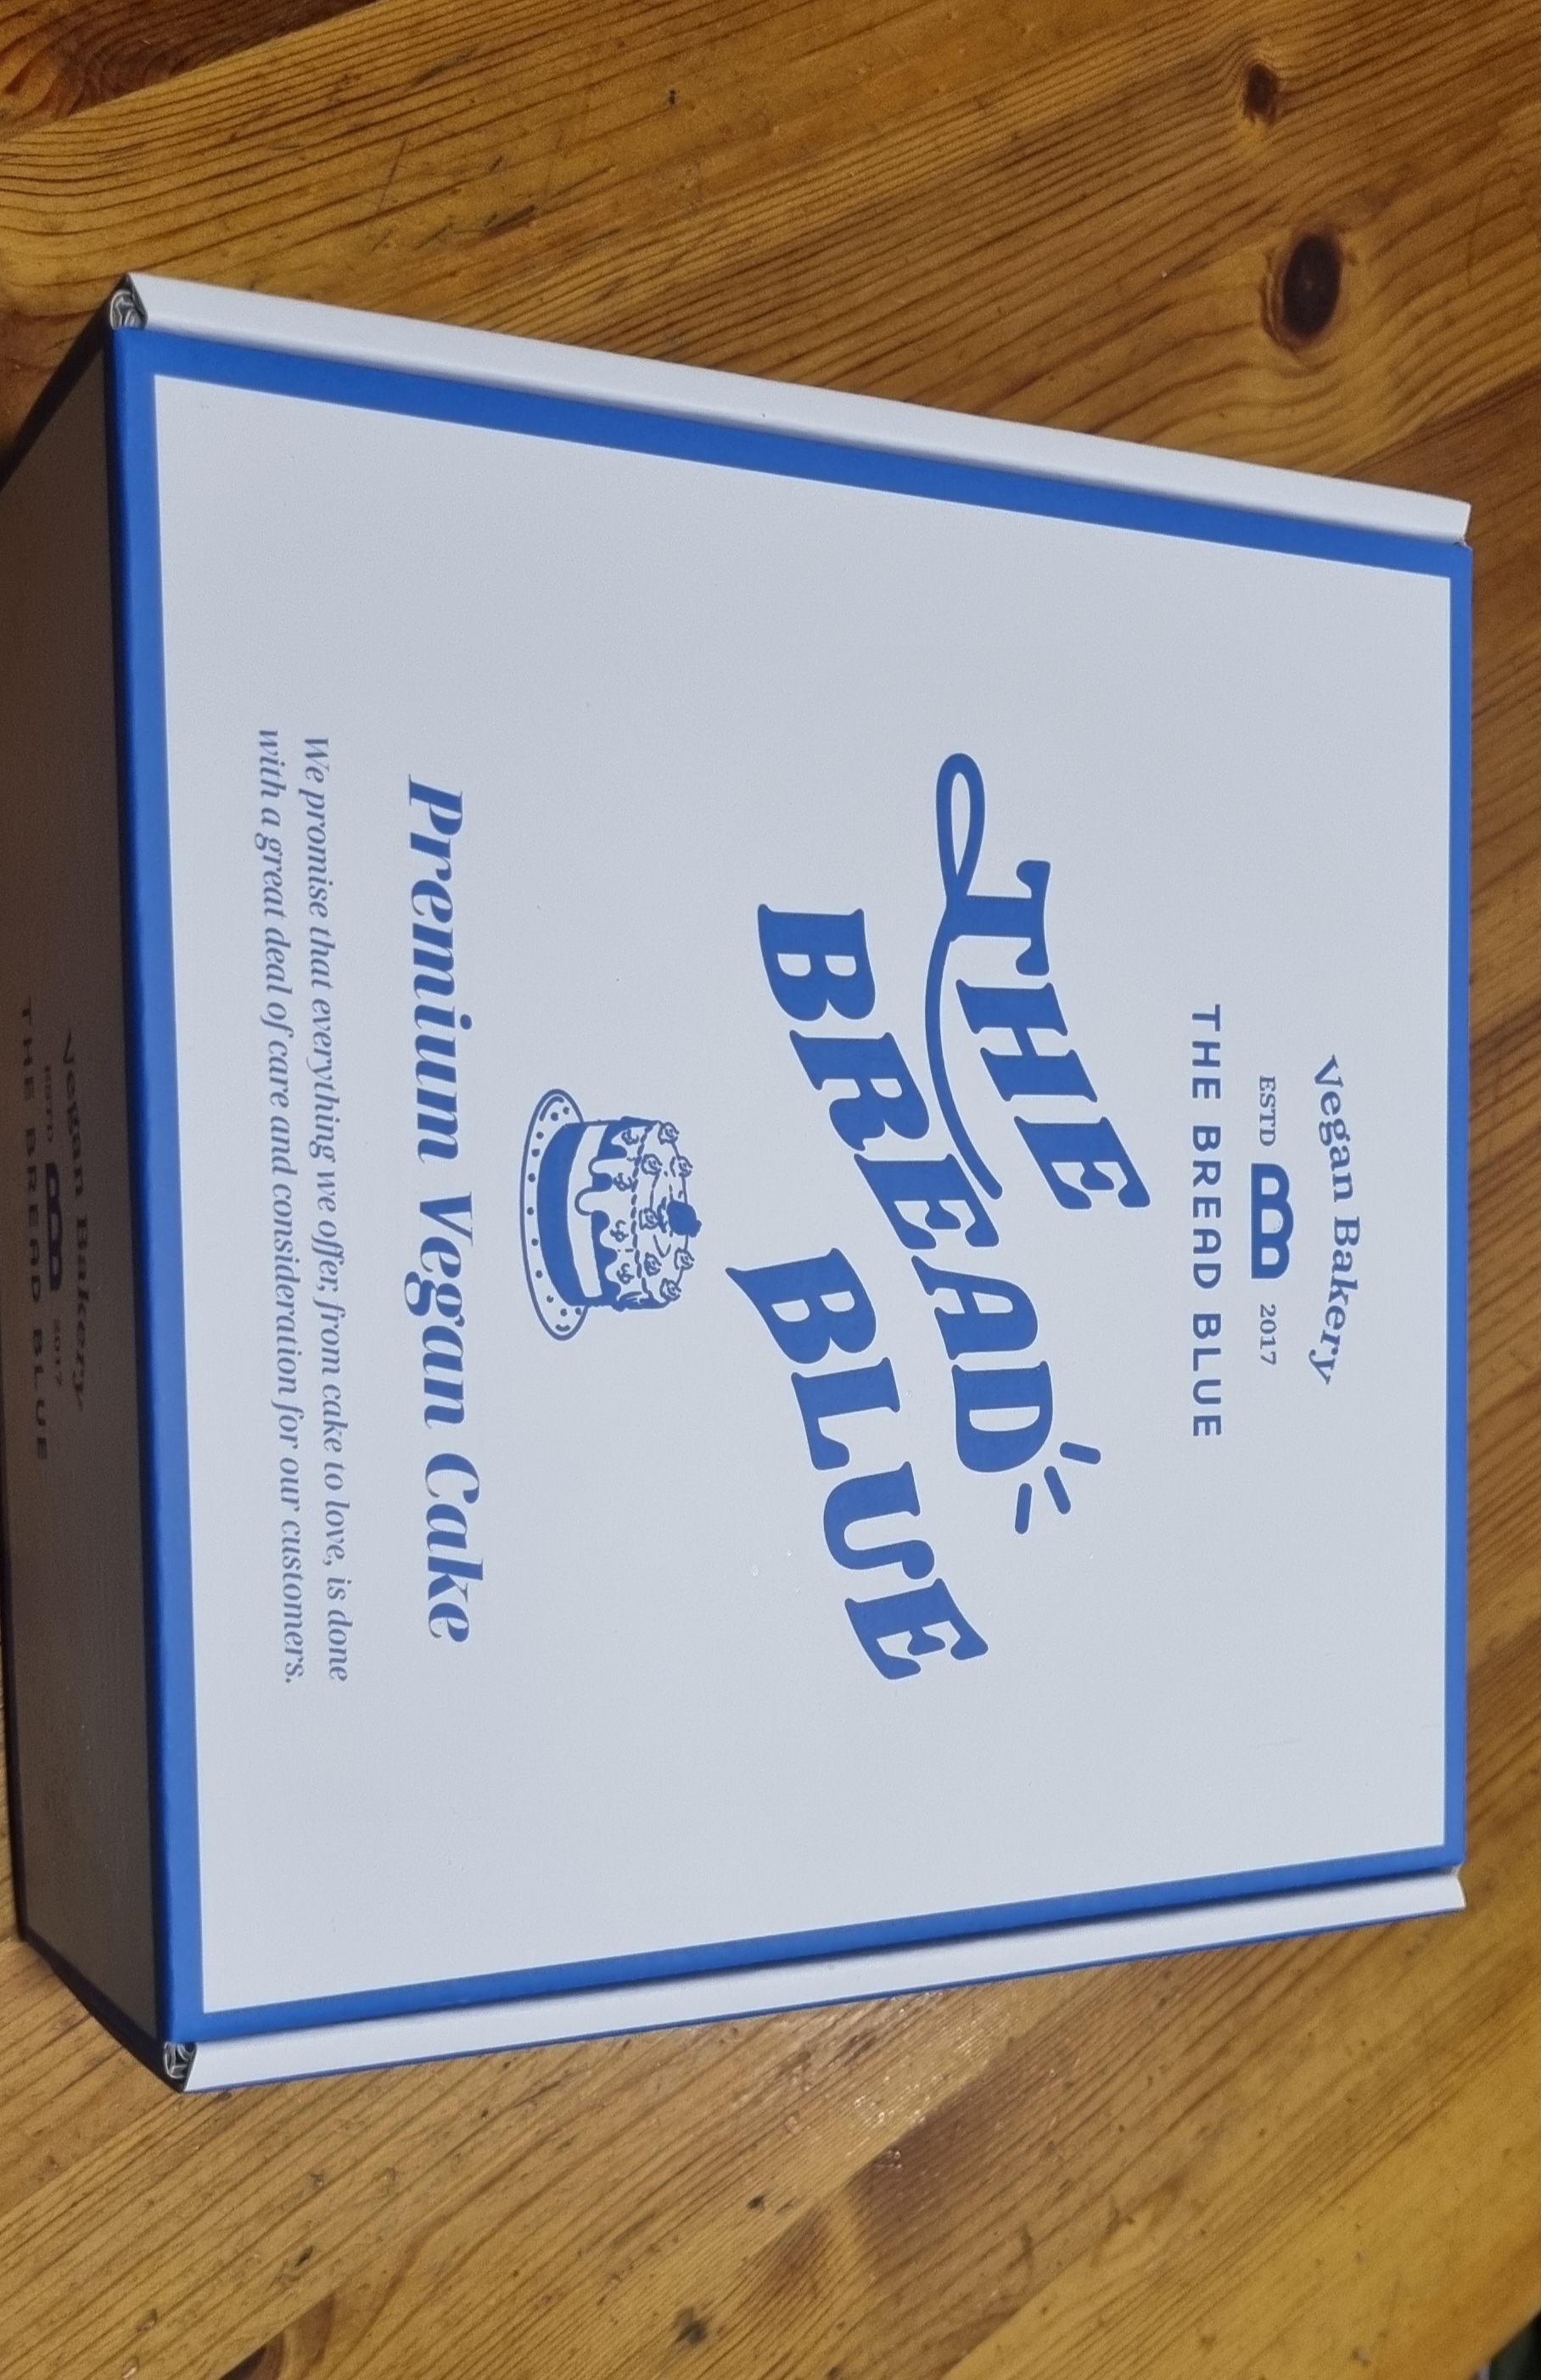 Vegan Bakery
ESTD 2017
THE BREAD BLUE
THE
BREAD
BLUE
Premium Vegan Cake
We promise that everything we offer, from cake to love, is done
with a great deal of care and consideration for our customers.
Vegan Bakery
ESTD 2017
THE BREAD BLUE